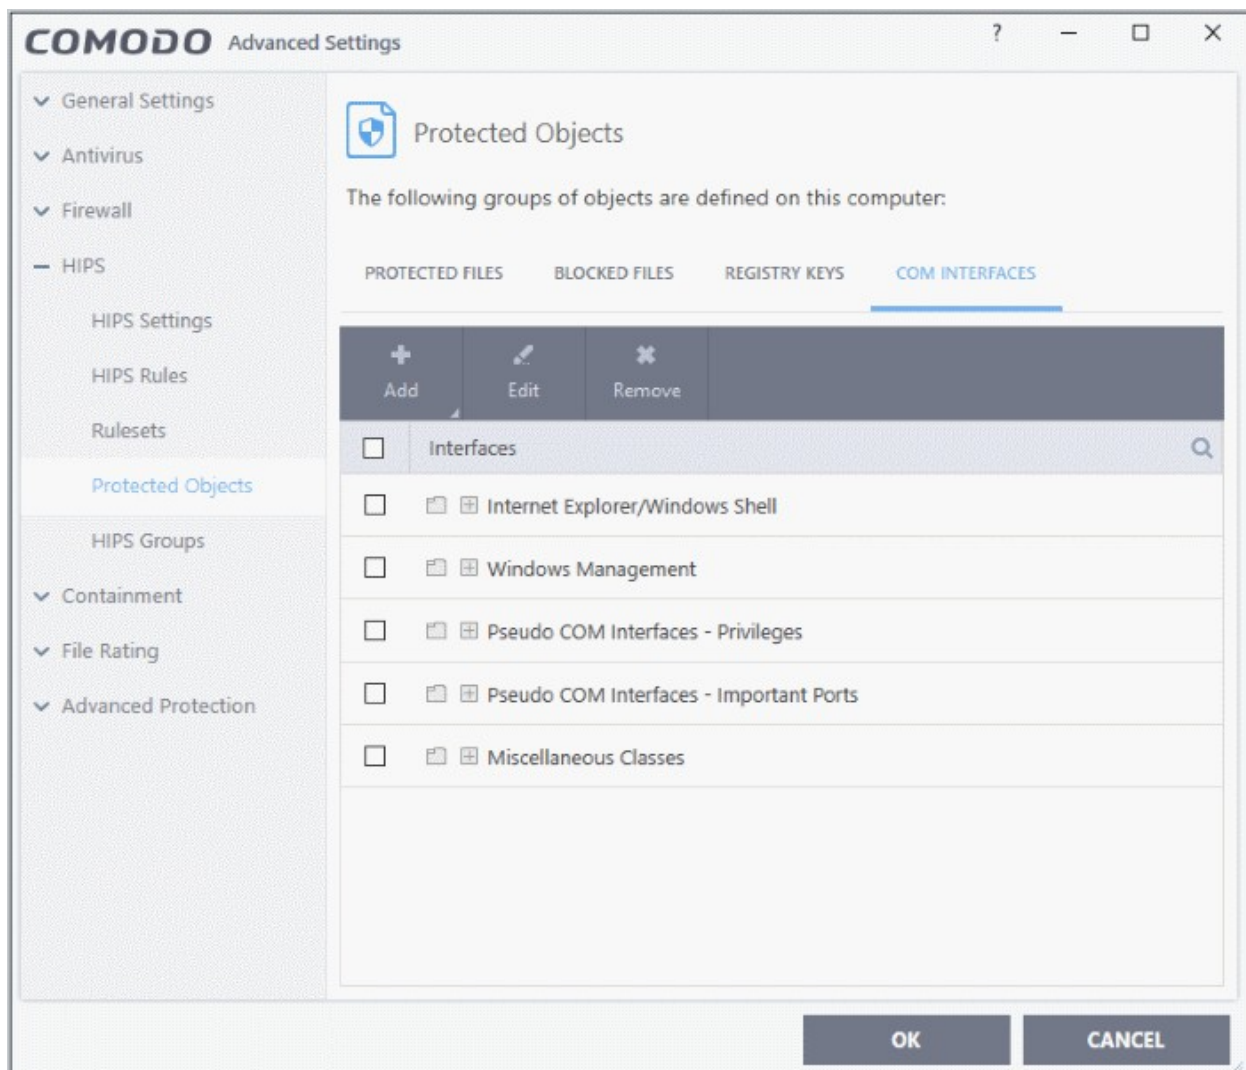 COMODO Advanced Settings ?
General Settings
Antivirus
Firewall
HIPS
HIPS Settings
HIPS Rules
Rulesets
Protected Objects
HIPS Groups
Containment
File Rating
Advanced Protection
Protected Objects
The following groups of objects are defined on this computer:
PROTECTED FILES BLOCKED FILES REGISTRY KEYS COM INTERFACES
Add Edit Remove
Interfaces
Internet Explorer/Windows Shell
Windows Management
Pseudo COM Interfaces - Privileges
Pseudo COM Interfaces - Important Ports
Miscellaneous Classes
OK CANCEL